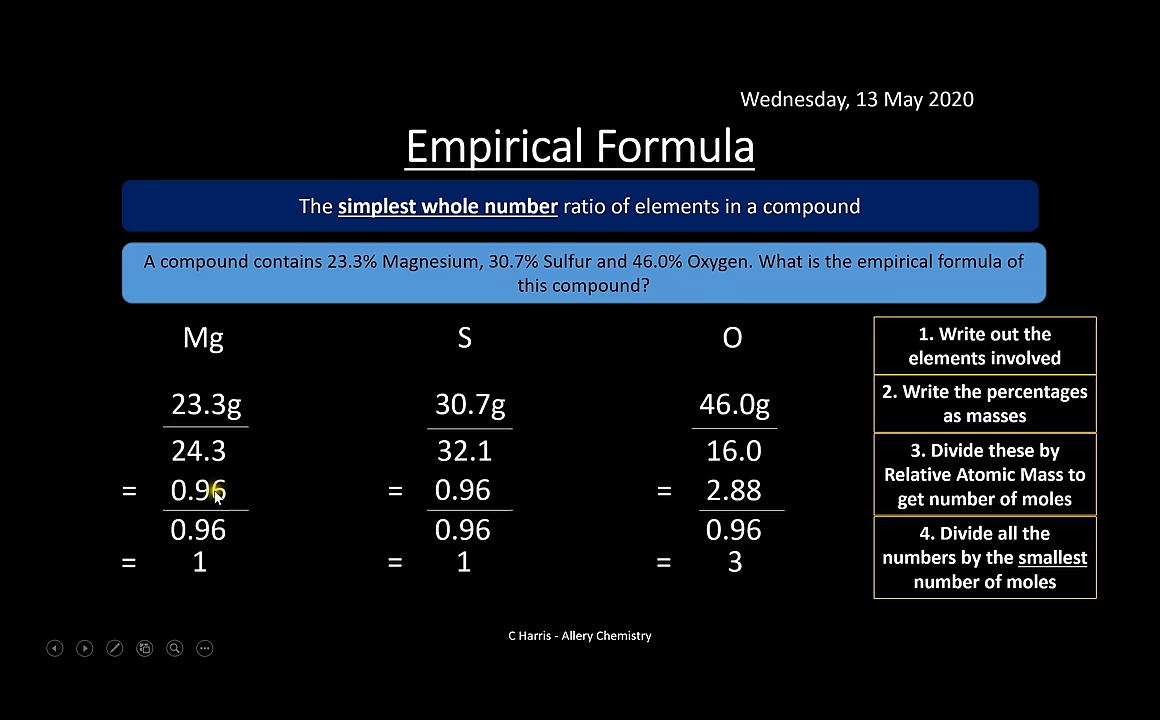 Wednesday, 13 May 2020
Empirical Formula
The simplest whole number ratio of elements in a compound
A compound contains 23.3% Magnesium, 30.7% Sulfur and 46.0% Oxygen. What is the empirical formula of
this compound?
Mg S O
23.3g 30.7g 46.0g
24.3 32.1 16.0
= 0.96 = 0.96 = 2.88
0.96 0.96 0.96
= 1 = 1 = 3
1. Write out the
elements involved
2. Write the percentages
as masses
3. Divide these by
Relative Atomic Mass to
get number of moles
4. Divide all the
numbers by the smallest
number of moles
C Harris - Allery Chemistry